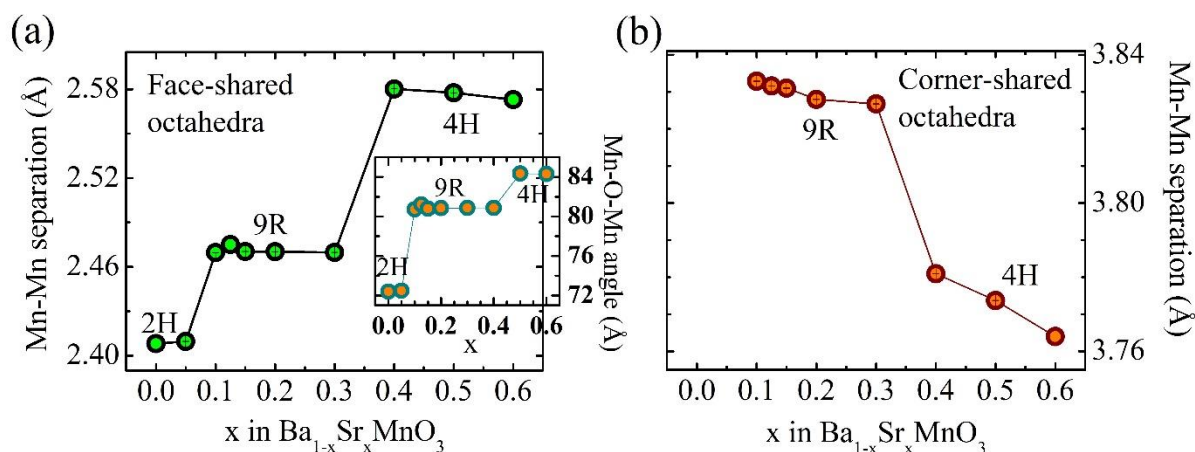 (a)
Mn-Mn separation (Å)
2.58
2.52
2.46
2.40
Face-shared
octahedra
2H
9R
4H
0.0 0.1 0.2 0.3 0.4 0.5 0.6
x in Ba1-xSrxMnO3
2H
9R
4H
84
80
76
72
Mn-O-Mn angle (Å)
0.0 0.2 0.4 0.6
x
(b)
Corner-shared
octahedra
9R
4H
3.84
3.80
3.76
Mn-Mn separation (Å)
0.0 0.1 0.2 0.3 0.4 0.5 0.6
x in Ba1-xSrxMnO3